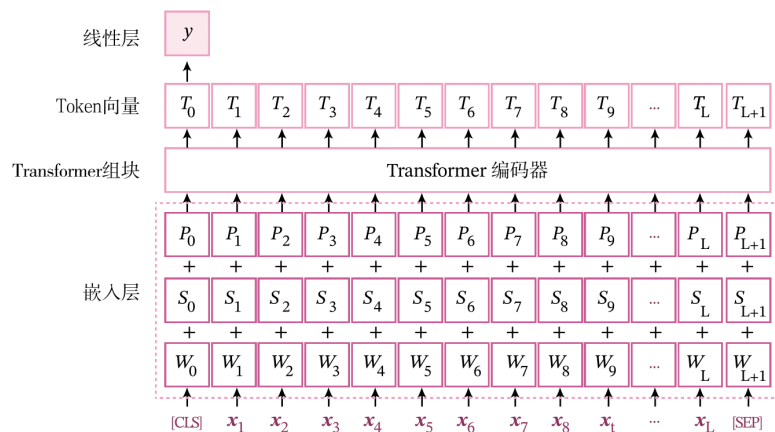 线性层 y
Token向量 T0 T1 T2 T3 T4 T5 T6 T7 T8 T9 ... TL TL+1
Transformer组块 Transformer 编码器
P0 P1 P2 P3 P4 P5 P6 P7 P8 P9 ... PL PL+1
+ + + + + + + + + + + + +
嵌入层 S0 S1 S2 S3 S4 S5 S6 S7 S8 S9 ... SL SL+1
+ + + + + + + + + + + + +
W0 W1 W2 W3 W4 W5 W6 W7 W8 W9 ... WL WL+1
[CLS] x1 x2 x3 x4 x5 x6 x7 x8 xt ... xL [SEP]